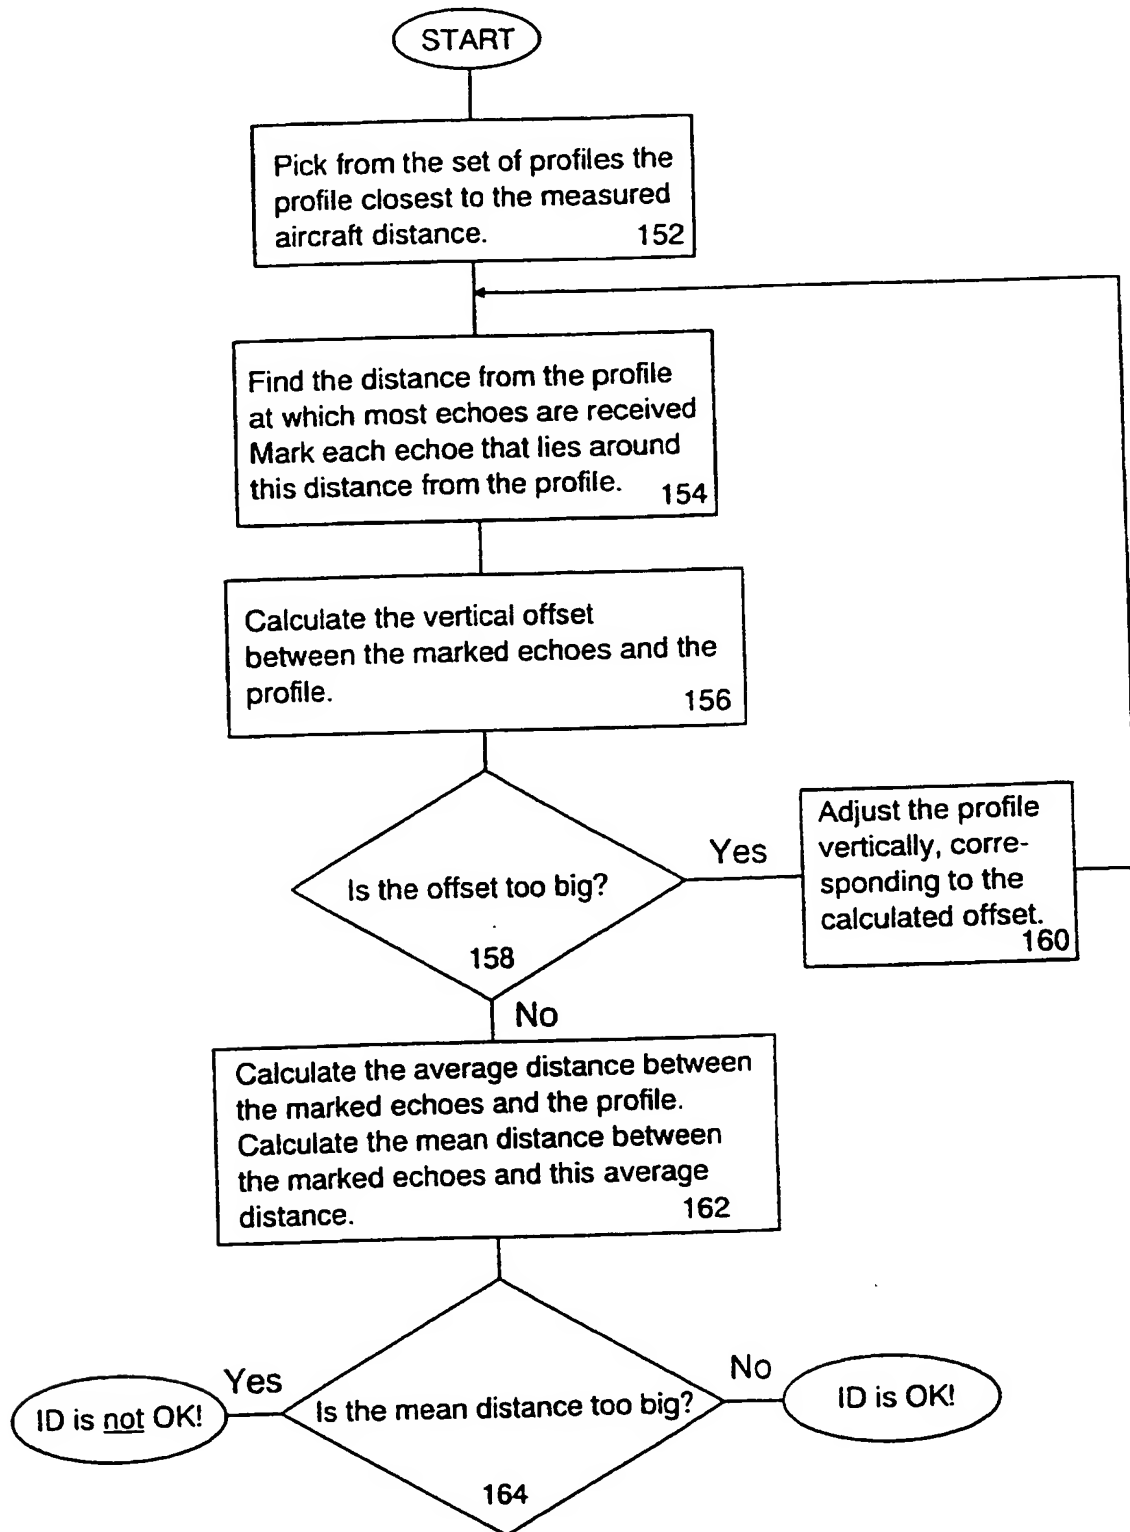 START
Pick from the set of profiles the
profile closest to the measured
aircraft distance. 152
Find the distance from the profile
at which most echoes are received
Mark each echoe that lies around
this distance from the profile. 154
Calculate the vertical offset
between the marked echoes and the
profile. 156
Is the offset too big?
158
Yes
Adjust the profile
vertically, corre-
sponding to the
calculated offset.
160
No
Calculate the average distance between
the marked echoes and the profile.
Calculate the mean distance between
the marked echoes and this average
distance. 162
Is the mean distance too big?
164
Yes
ID is not OK!
No
ID is OK!